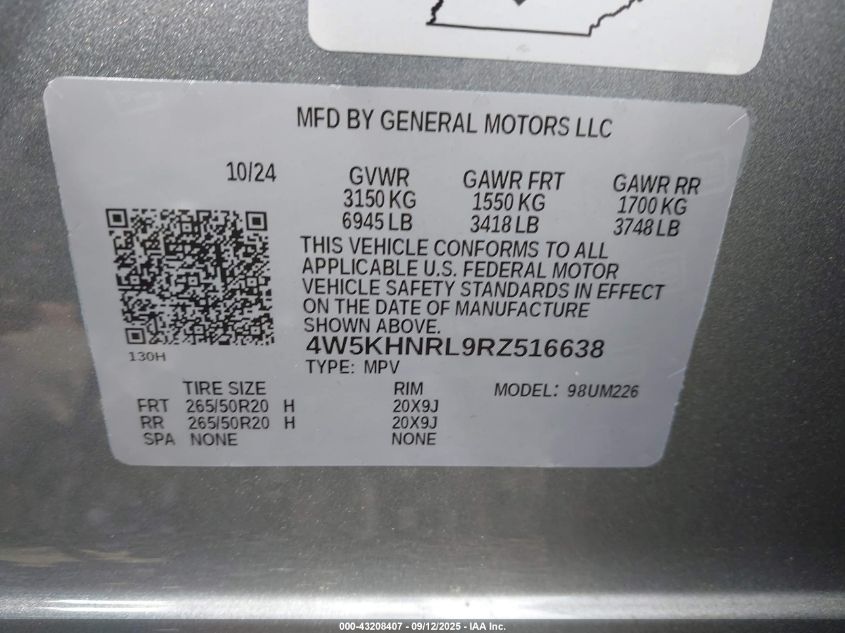 MFD BY GENERAL MOTORS LLC
10/24 GVWR GAWR FRT GAWR RR
3150 KG 1550 KG 1700 KG
6945 LB 3418 LB 3748 LB
THIS VEHICLE CONFORMS TO ALL
APPLICABLE U.S. FEDERAL MOTOR
VEHICLE SAFETY STANDARDS IN EFFECT
ON THE DATE OF MANUFACTURE
SHOWN ABOVE.
130H
4W5KHNRL9RZ516638
TYPE: MPV
TIRE SIZE RIM MODEL: 98UM226
FRT 265/50R20 H 20X9J
RR 265/50R20 H 20X9J
SPA NONE NONE
000-43208407 - 09/12/2025 - IAA Inc.